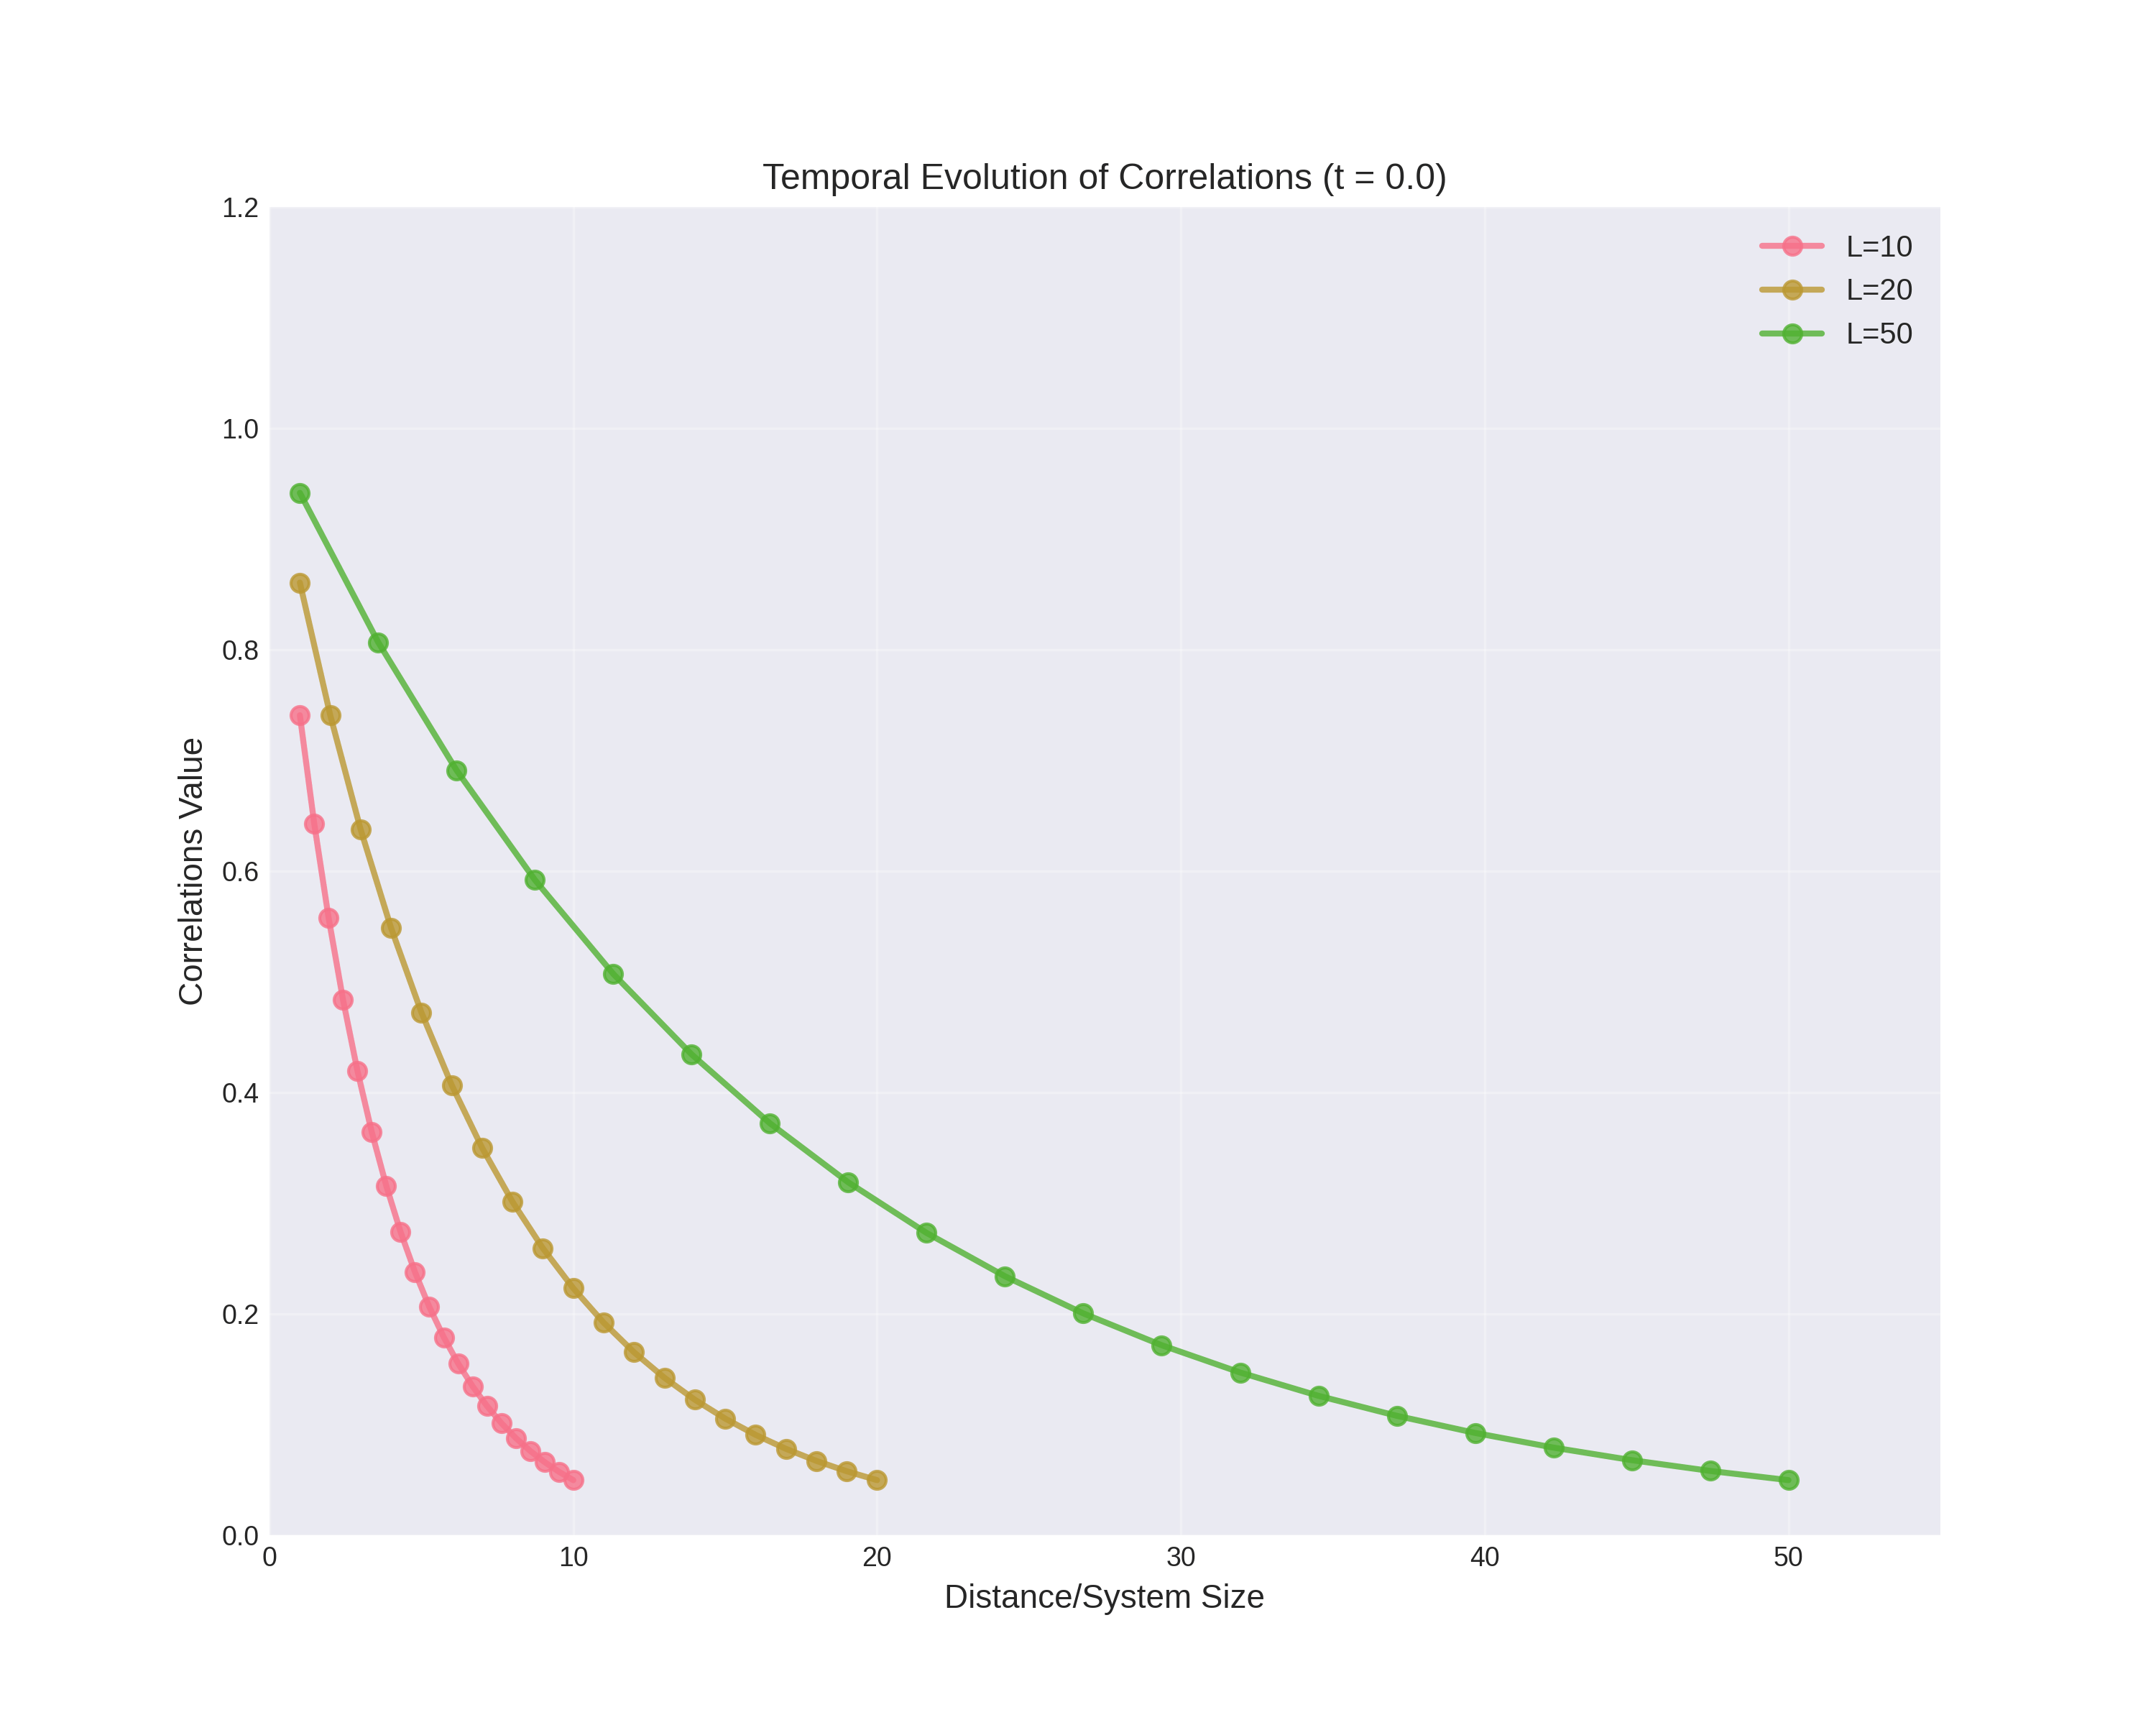 Temporal Evolution of Correlations (t = 0.0)
1.2
1.0
0.8
0.6
0.4
0.2
0.0
Correlations Value
L=10
L=20
L=50
0 10 20 30 40 50
Distance/System Size